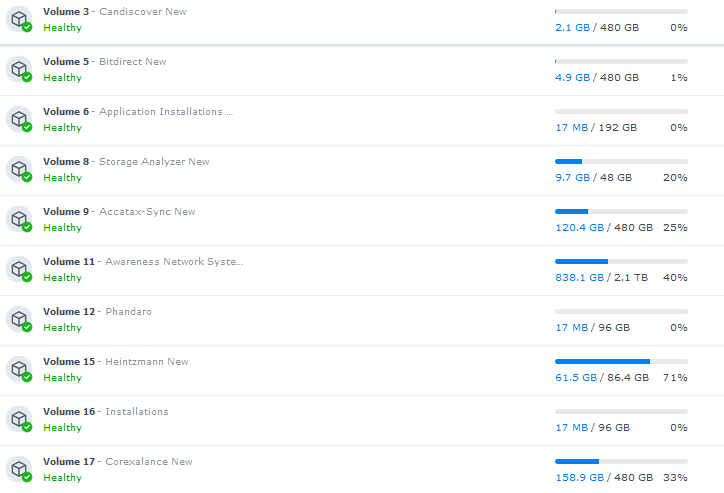 Volume 3 - Candiscover New
2.1 GB / 480 GB 0%
Healthy
Volume 5 - Bitdirect New
4.9 GB / 480 GB 1%
Healthy
Volume 6 - Application Installations ...
17 MB / 192 GB 0%
Healthy
Volume 8 - Storage Analyzer New
9.7 GB / 48 GB 20%
Healthy
Volume 9 - Accatax-Sync New
120.4 GB / 480 GB 25%
Healthy
Volume 11 - Awareness Network Syste...
838.1 GB / 2.1 TB 40%
Healthy
Volume 12 - Phandaro
17 MB / 96 GB 0%
Healthy
Volume 15 - Heintzmann New
61.5 GB / 86.4 GB 71%
Healthy
Volume 16 - Installations
17 MB / 96 GB 0%
Healthy
Volume 17 - Corexalance New
158.9 GB / 480 GB 33%
Healthy